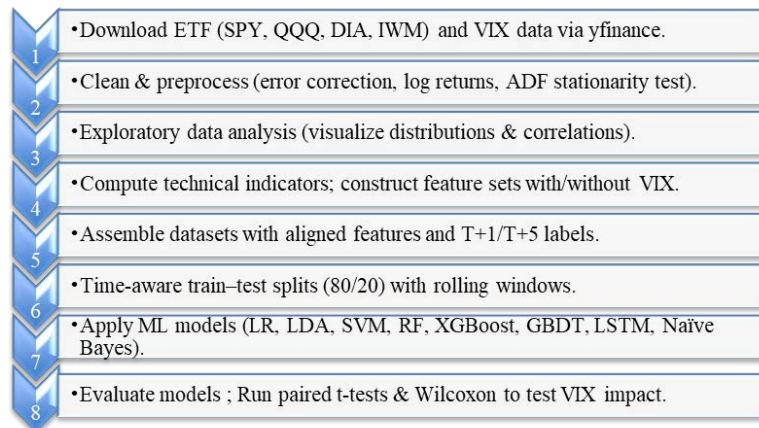 1
•Download ETF (SPY, QQQ, DIA, IWM) and VIX data via yfinance.
2
•Clean & preprocess (error correction, log returns, ADF stationarity test).
3
•Exploratory data analysis (visualize distributions & correlations).
4
•Compute technical indicators; construct feature sets with/without VIX.
5
•Assemble datasets with aligned features and T+1/T+5 labels.
6
•Time-aware train–test splits (80/20) with rolling windows.
7
•Apply ML models (LR, LDA, SVM, RF, XGBoost, GBDT, LSTM, Naïve
Bayes).
8
•Evaluate models ; Run paired t-tests & Wilcoxon to test VIX impact.